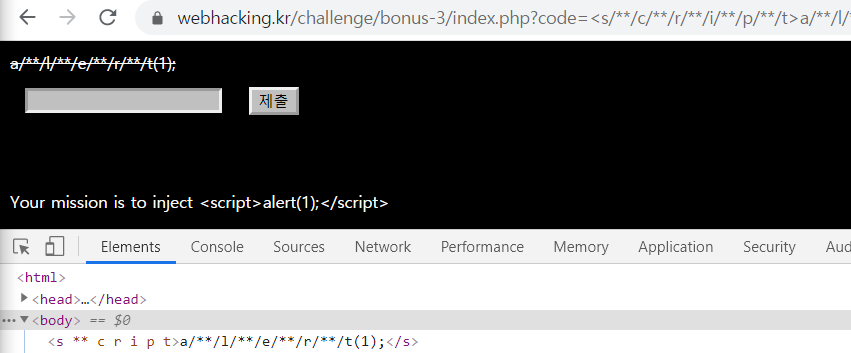 webhacking.kr/challenge/bonus-3/index.php?code=<s/**/c/**/r/**/i/**/p/**/t>a/**/l/*
a/**/l/**/e/**/r/**/t(1);
제출
Your mission is to inject <script>alert(1);</script>
Elements Console Sources Network Performance Memory Application Security Aud
<html>
<head>…</head>
<body> == $0
<s ** c r i p t>a/**/l/**/e/**/r/**/t(1);</s>